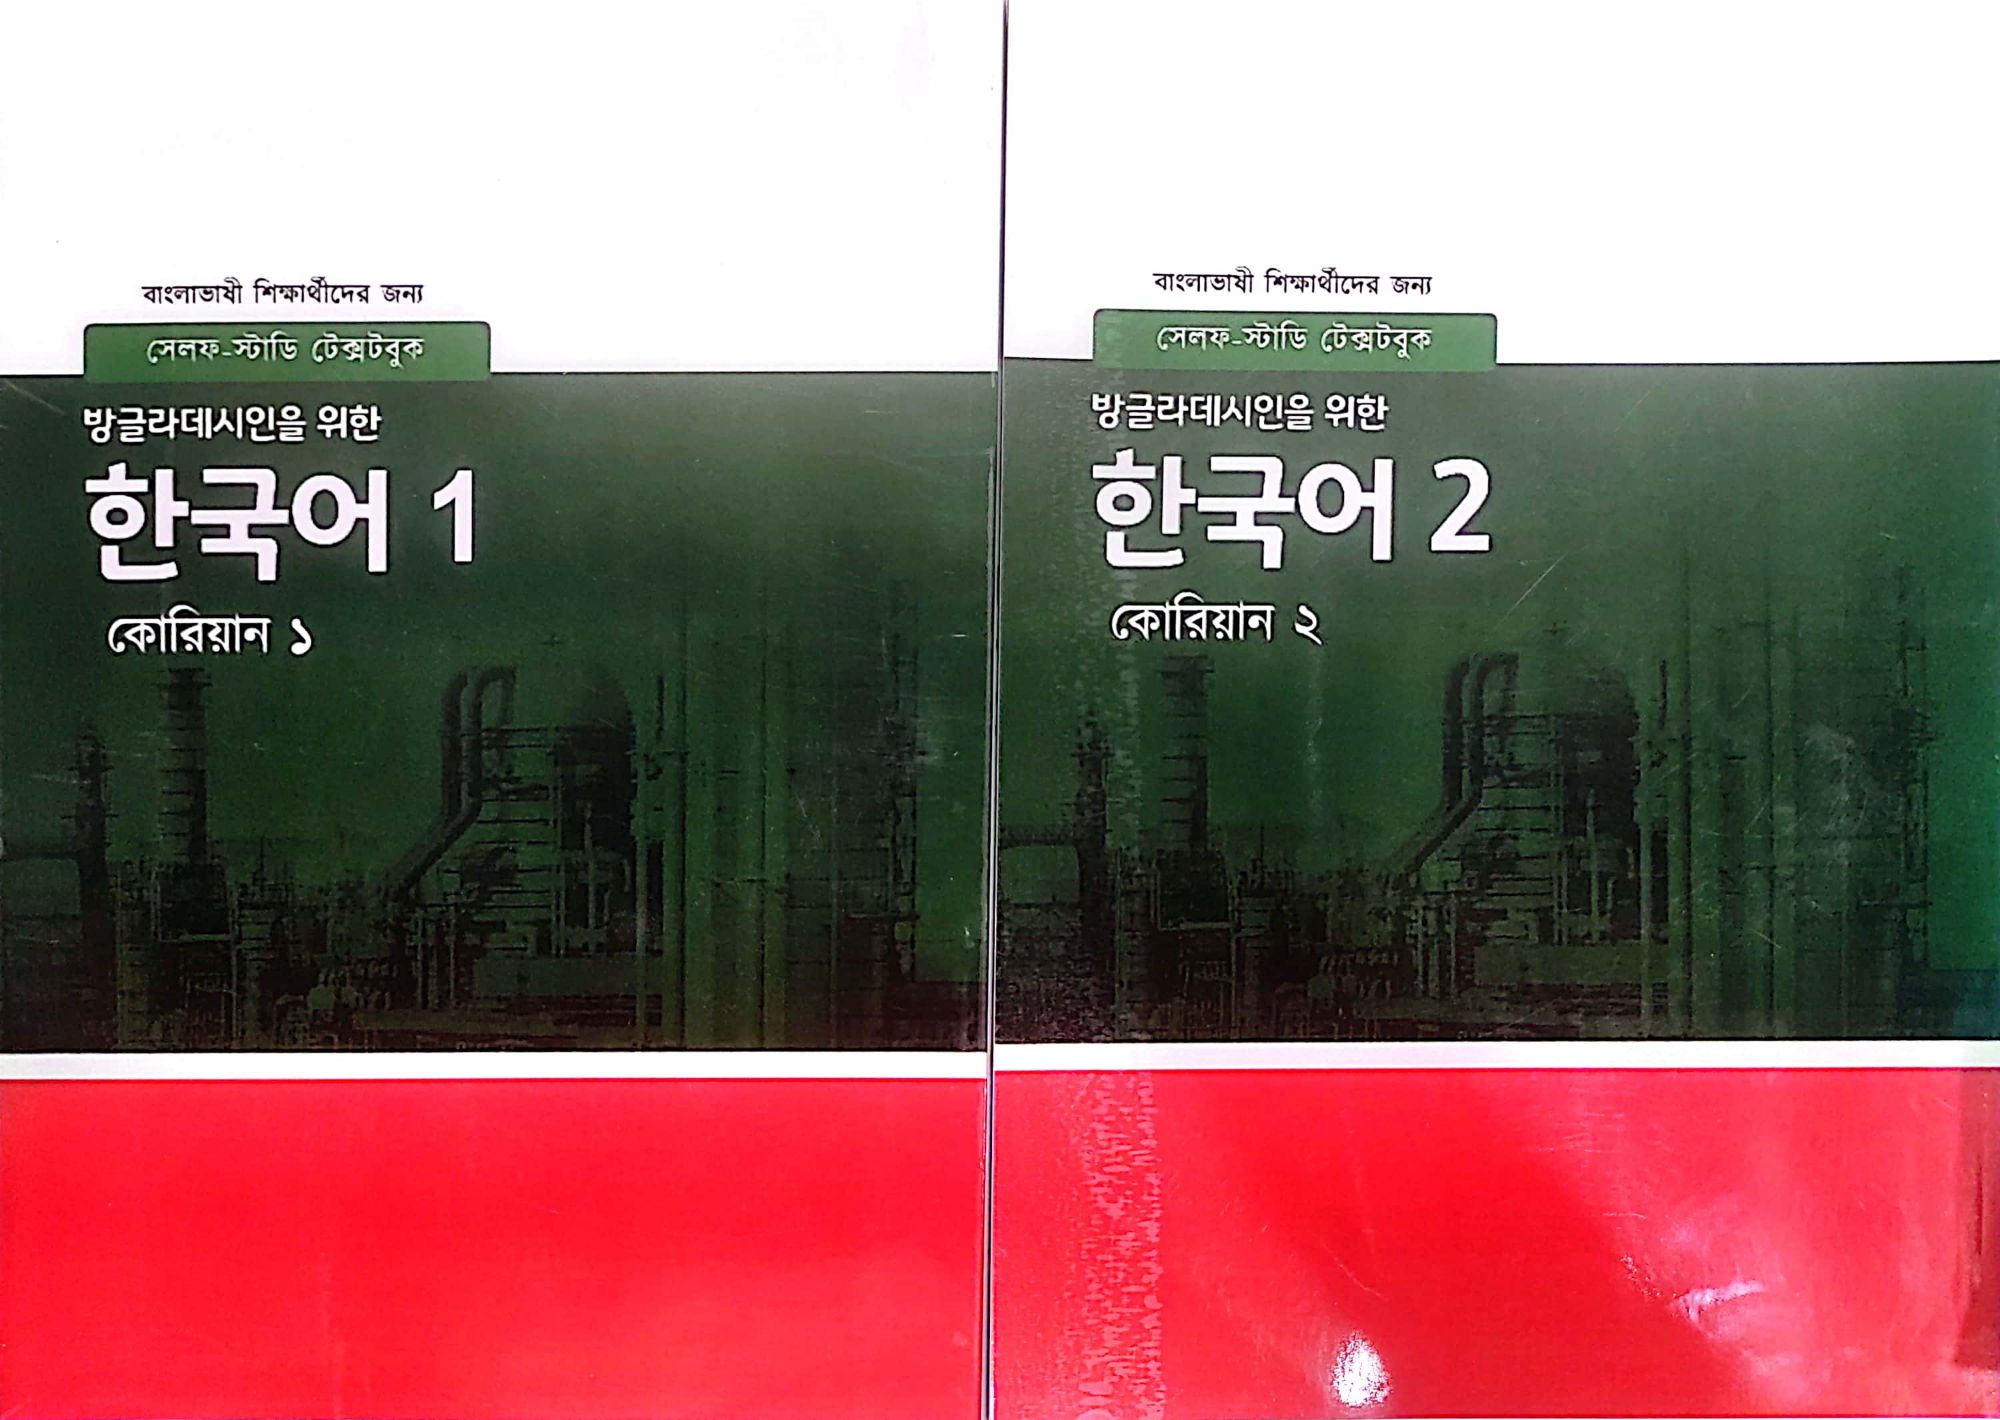 বাংলাভাষী শিক্ষার্থীদের জন্য
সেলফ-স্টাডি টেক্সটবুক
방글라데시인을 위한
한국어 1
কোরিয়ান ১
বাংলাভাষী শিক্ষার্থীদের জন্য
সেলফ-স্টাডি টেক্সটবুক
방글라데시인을 위한
한국어 2
কোরিয়ান ২